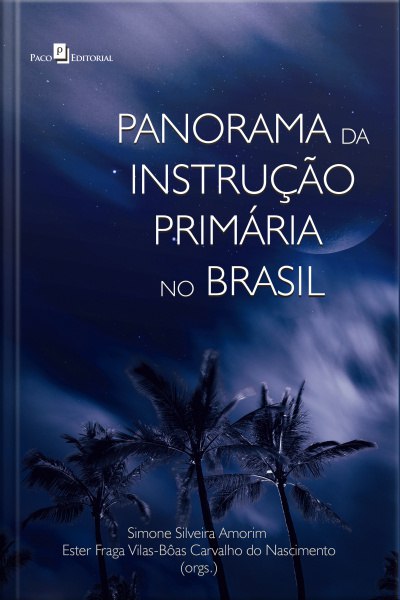 PACO EDITORIAL
PANORAMA DA
INSTRUÇÃO
PRIMÁRIA
NO BRASIL
Simone Silveira Amorim
Ester Fraga Vilas-Bôas Carvalho do Nascimento
(orgs.)